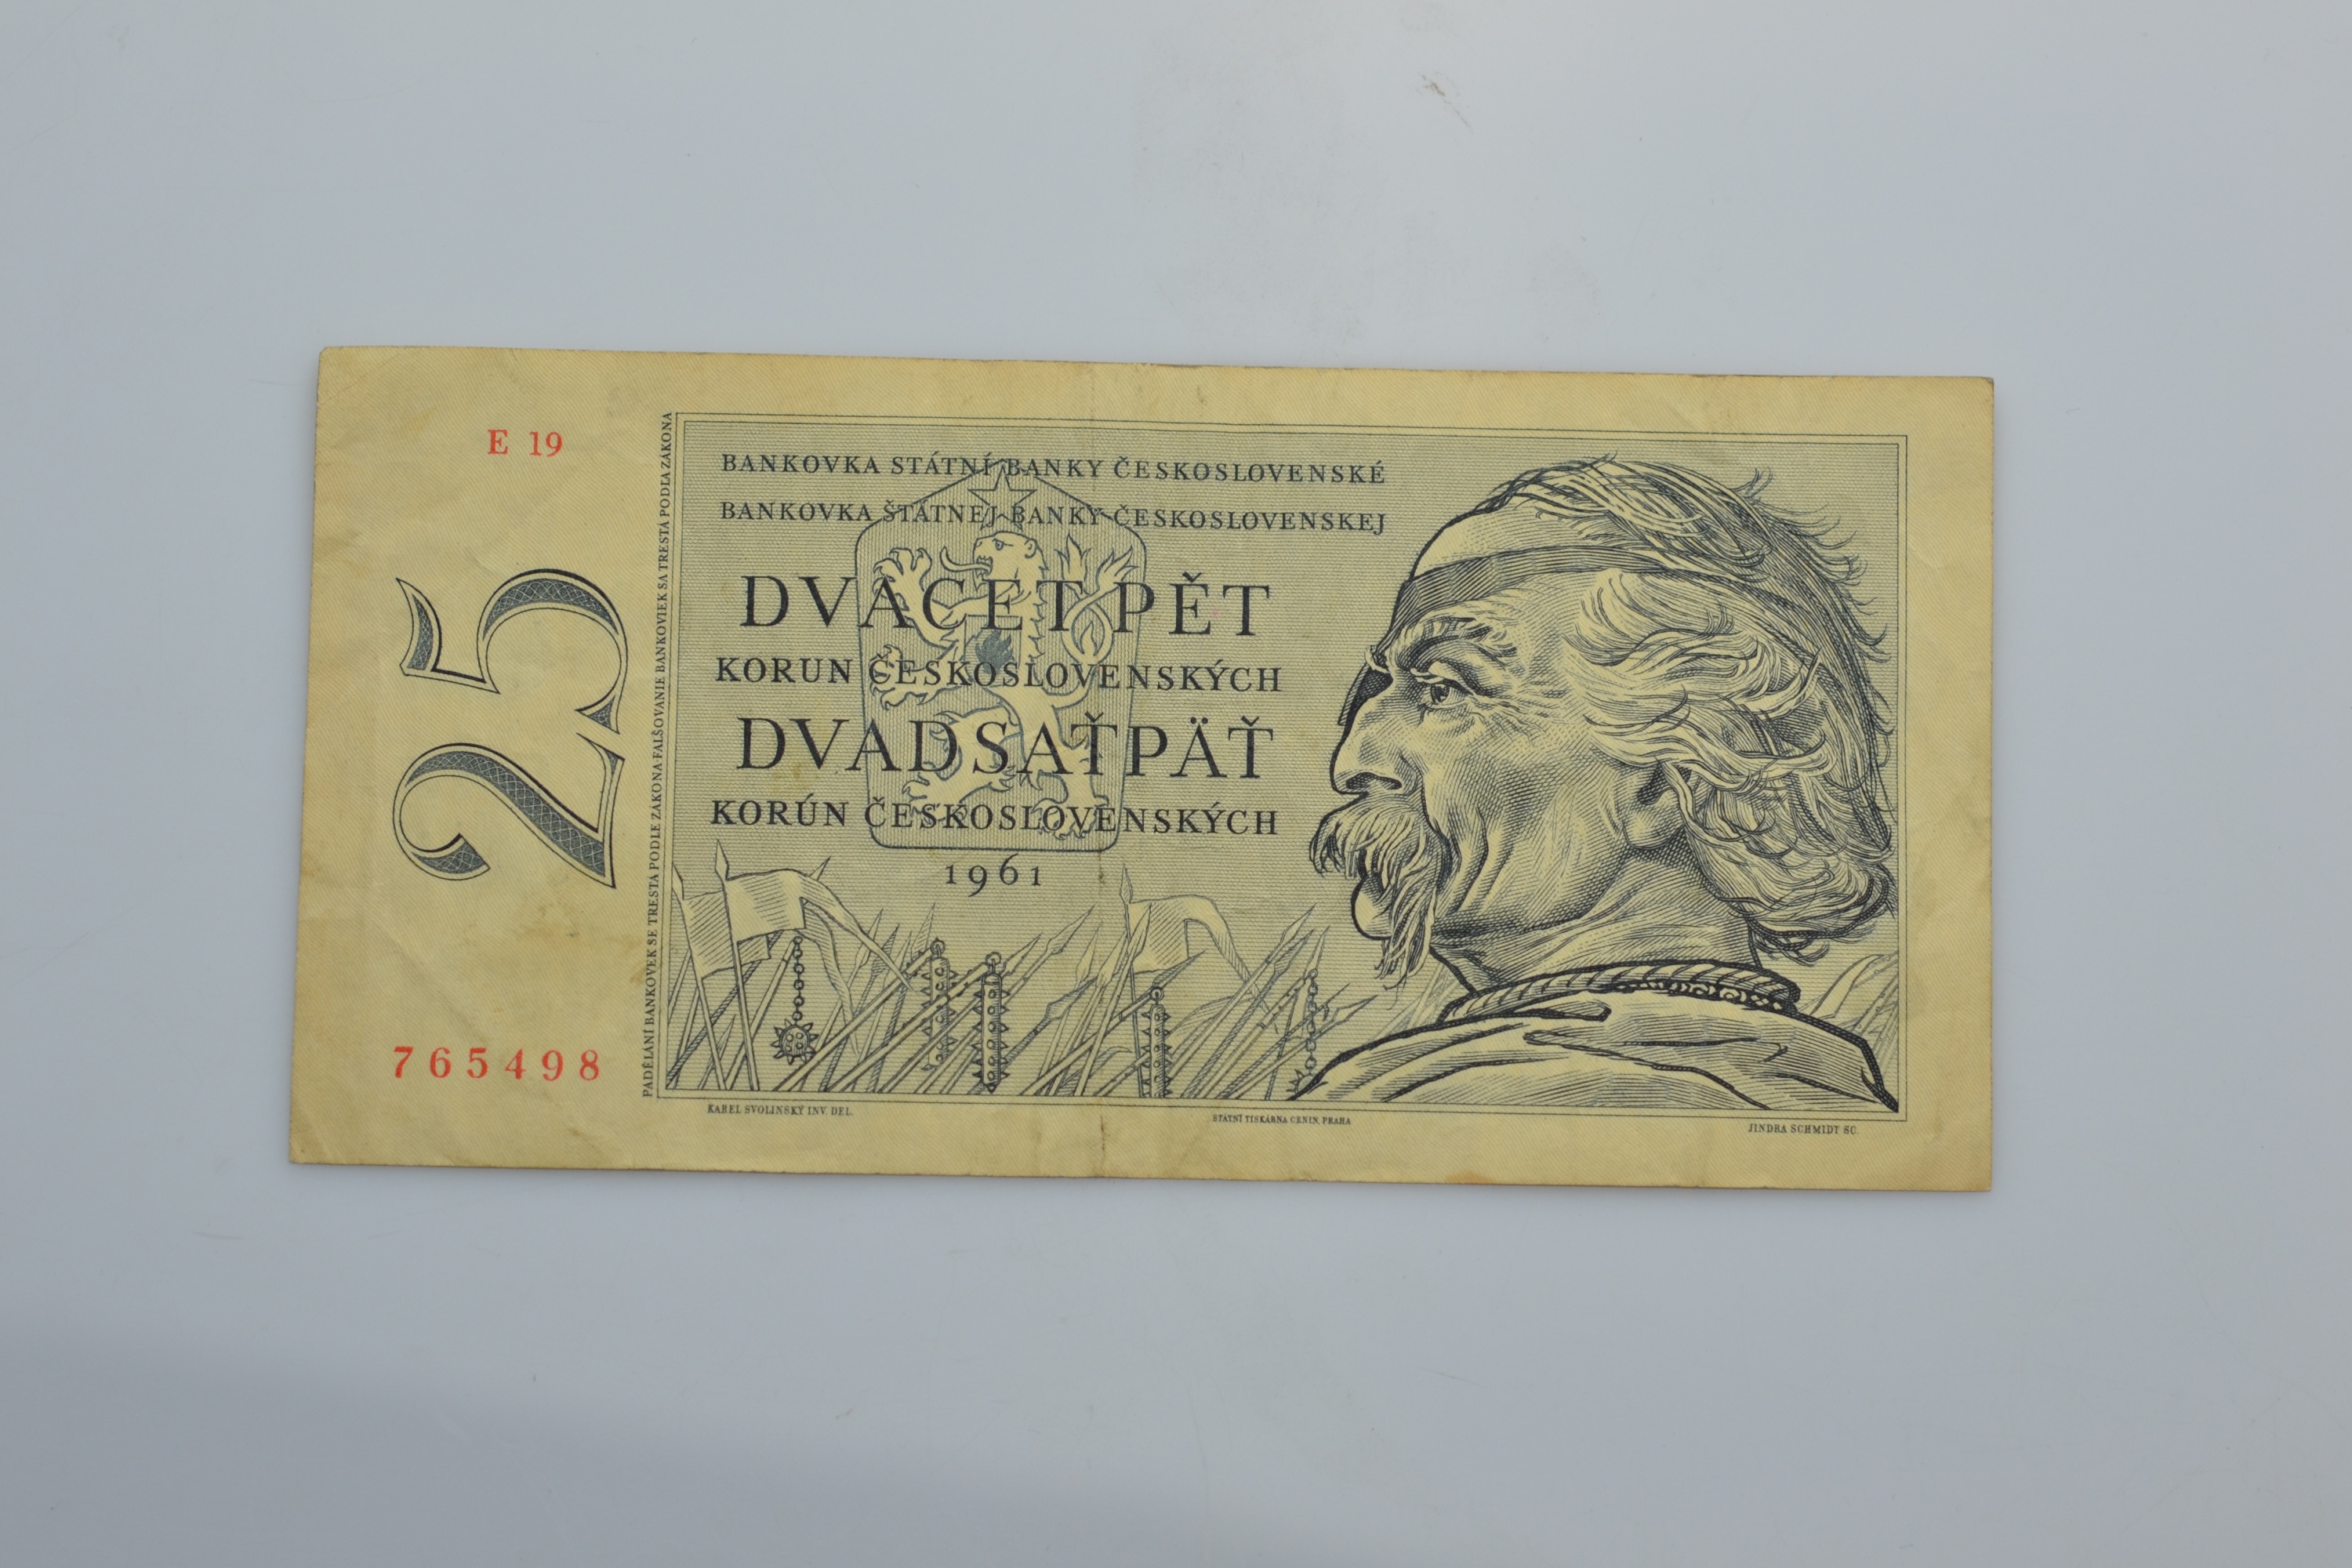 E 19
25
765498
PADĚLÁNÍ BANKOVEK SE TRESTÁ PODLE ZÁKONA FALŠOVANIE BANKOVIEK SA TRESTÁ PODĽA ZÁKONA
BANKOVKA STÁTNÍ BANKY ČESKOSLOVENSKÉ
BANKOVKA ŠTÁTNEJ BANKY ČESKOSLOVENSKEJ
DVACET PĚT
KORUN ČESKOSLOVENSKÝCH
DVADSAŤPÄŤ
KORÚN ČESKOSLOVENSKÝCH
1961
KAREL SVOLINSKÝ INV. DEL.
STÁTNÍ TISKÁRNA CENIN, PRAHA
JINDRA SCHMIDT SC.